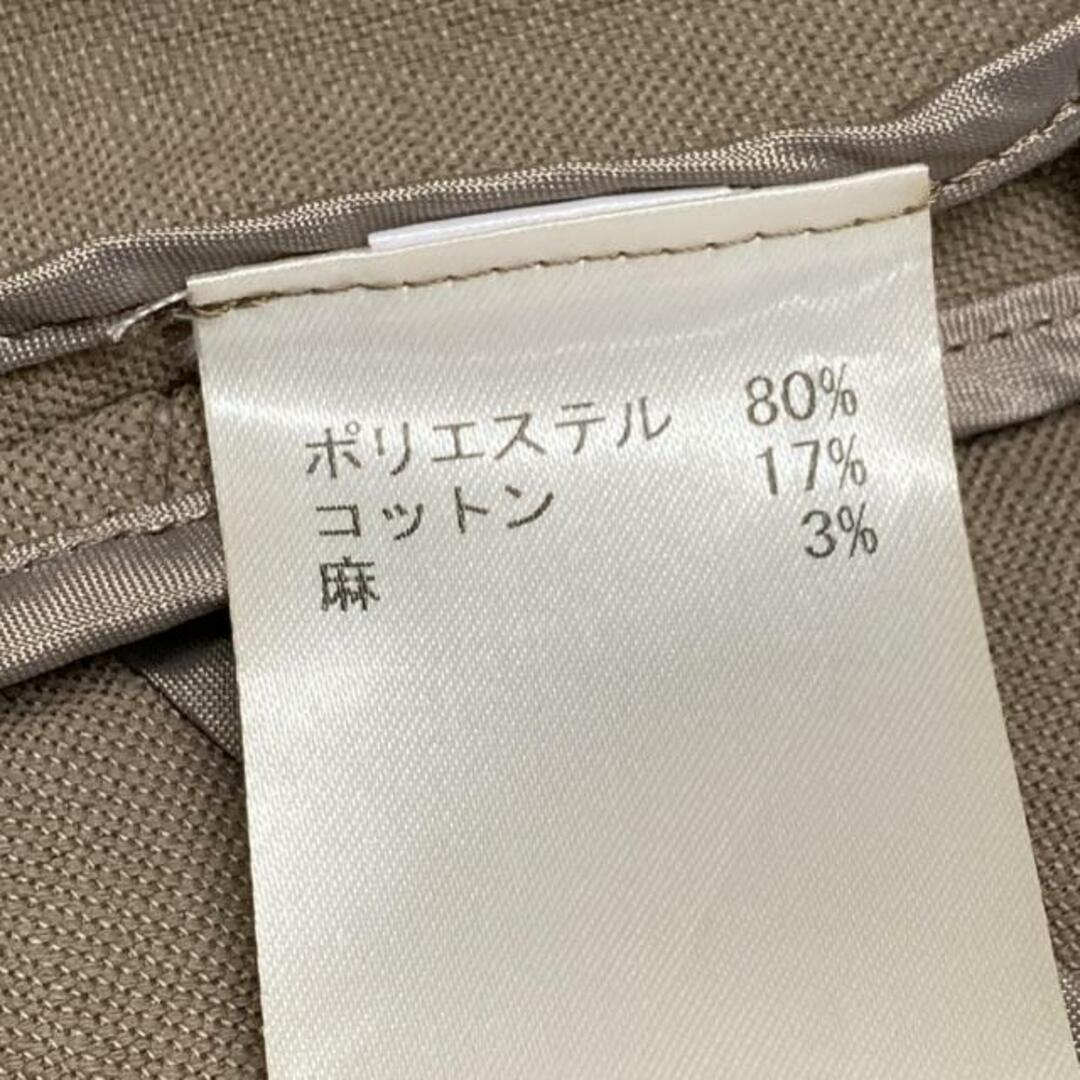 ポリエステル 80%
コットン 17%
麻 3%